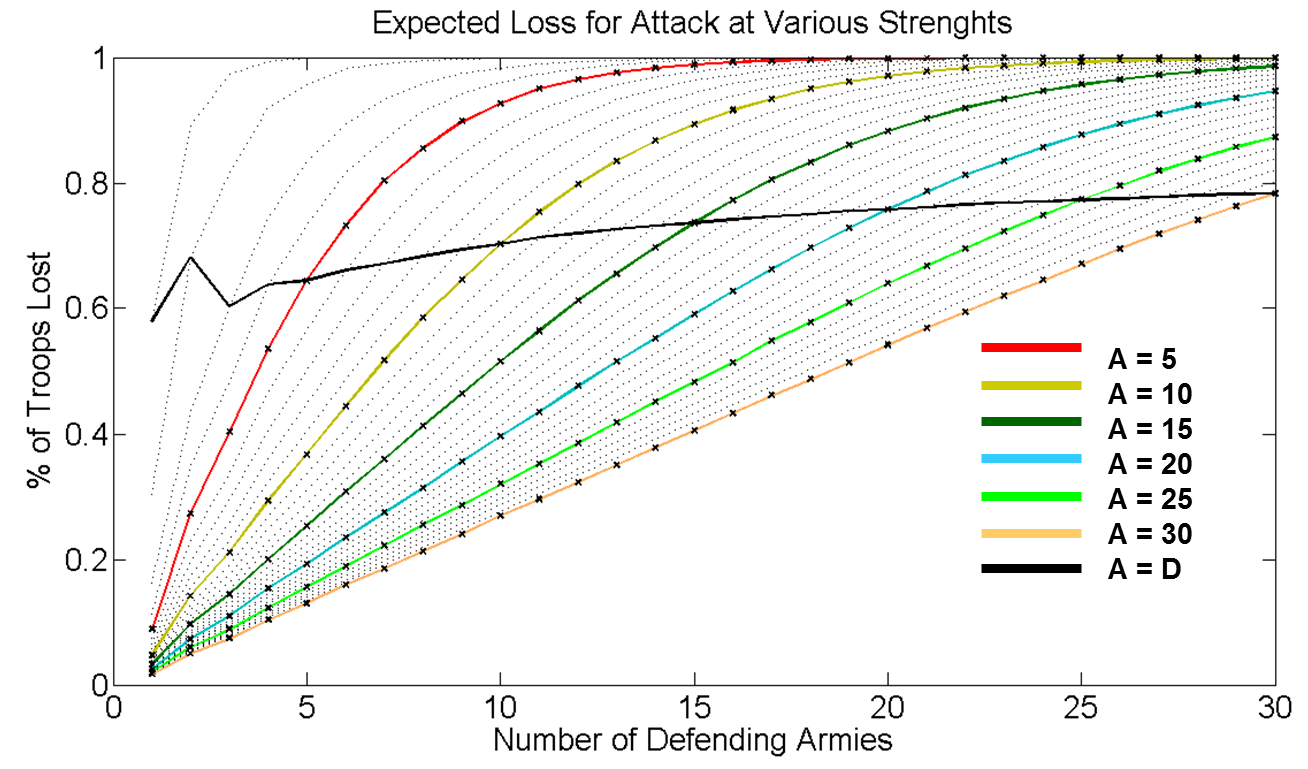 Expected Loss for Attack at Various Strenghts
% of Troops Lost
1
0.8
0.6
0.4
0.2
0
0 5 10 15 20 25 30
Number of Defending Armies
A = 5
A = 10
A = 15
A = 20
A = 25
A = 30
A = D